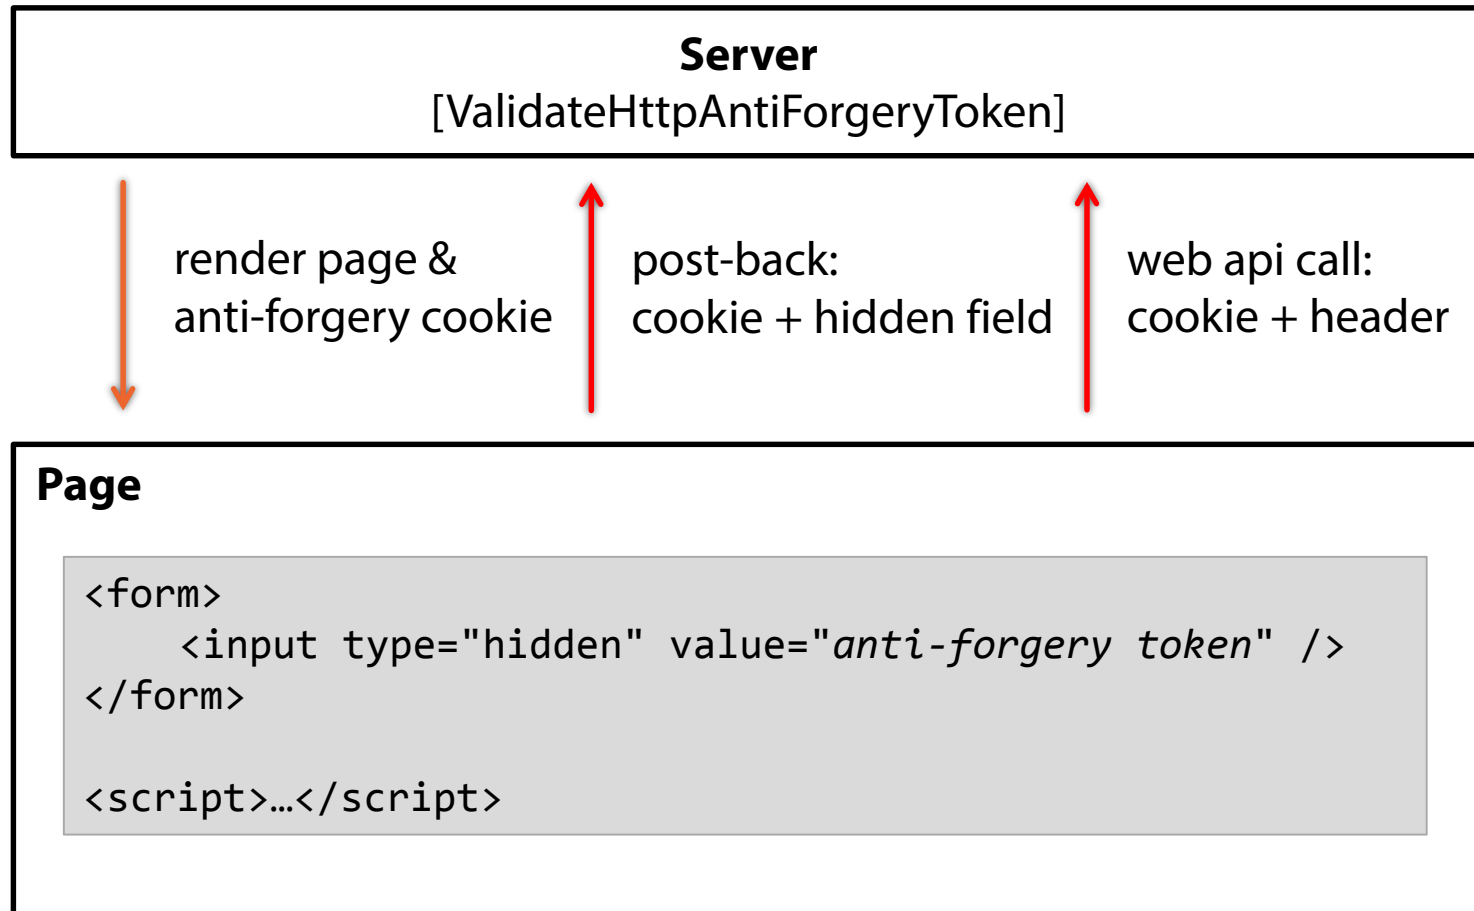 Server
[ValidateHttpAntiForgeryToken]
render page &
anti-forgery cookie
post-back:
cookie + hidden field
web api call:
cookie + header
Page
<form>
    <input type="hidden" value="anti-forgery token" />
</form>
<script>…</script>